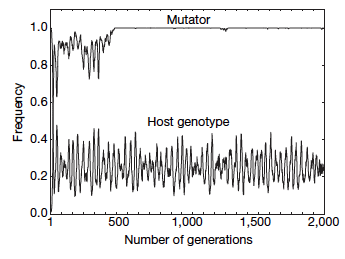 1.0
Mutator
0.8
0.6
Frequency
Host genotype
0.4
0.2
0.0
1 500 1,000 1,500 2,000
Number of generations